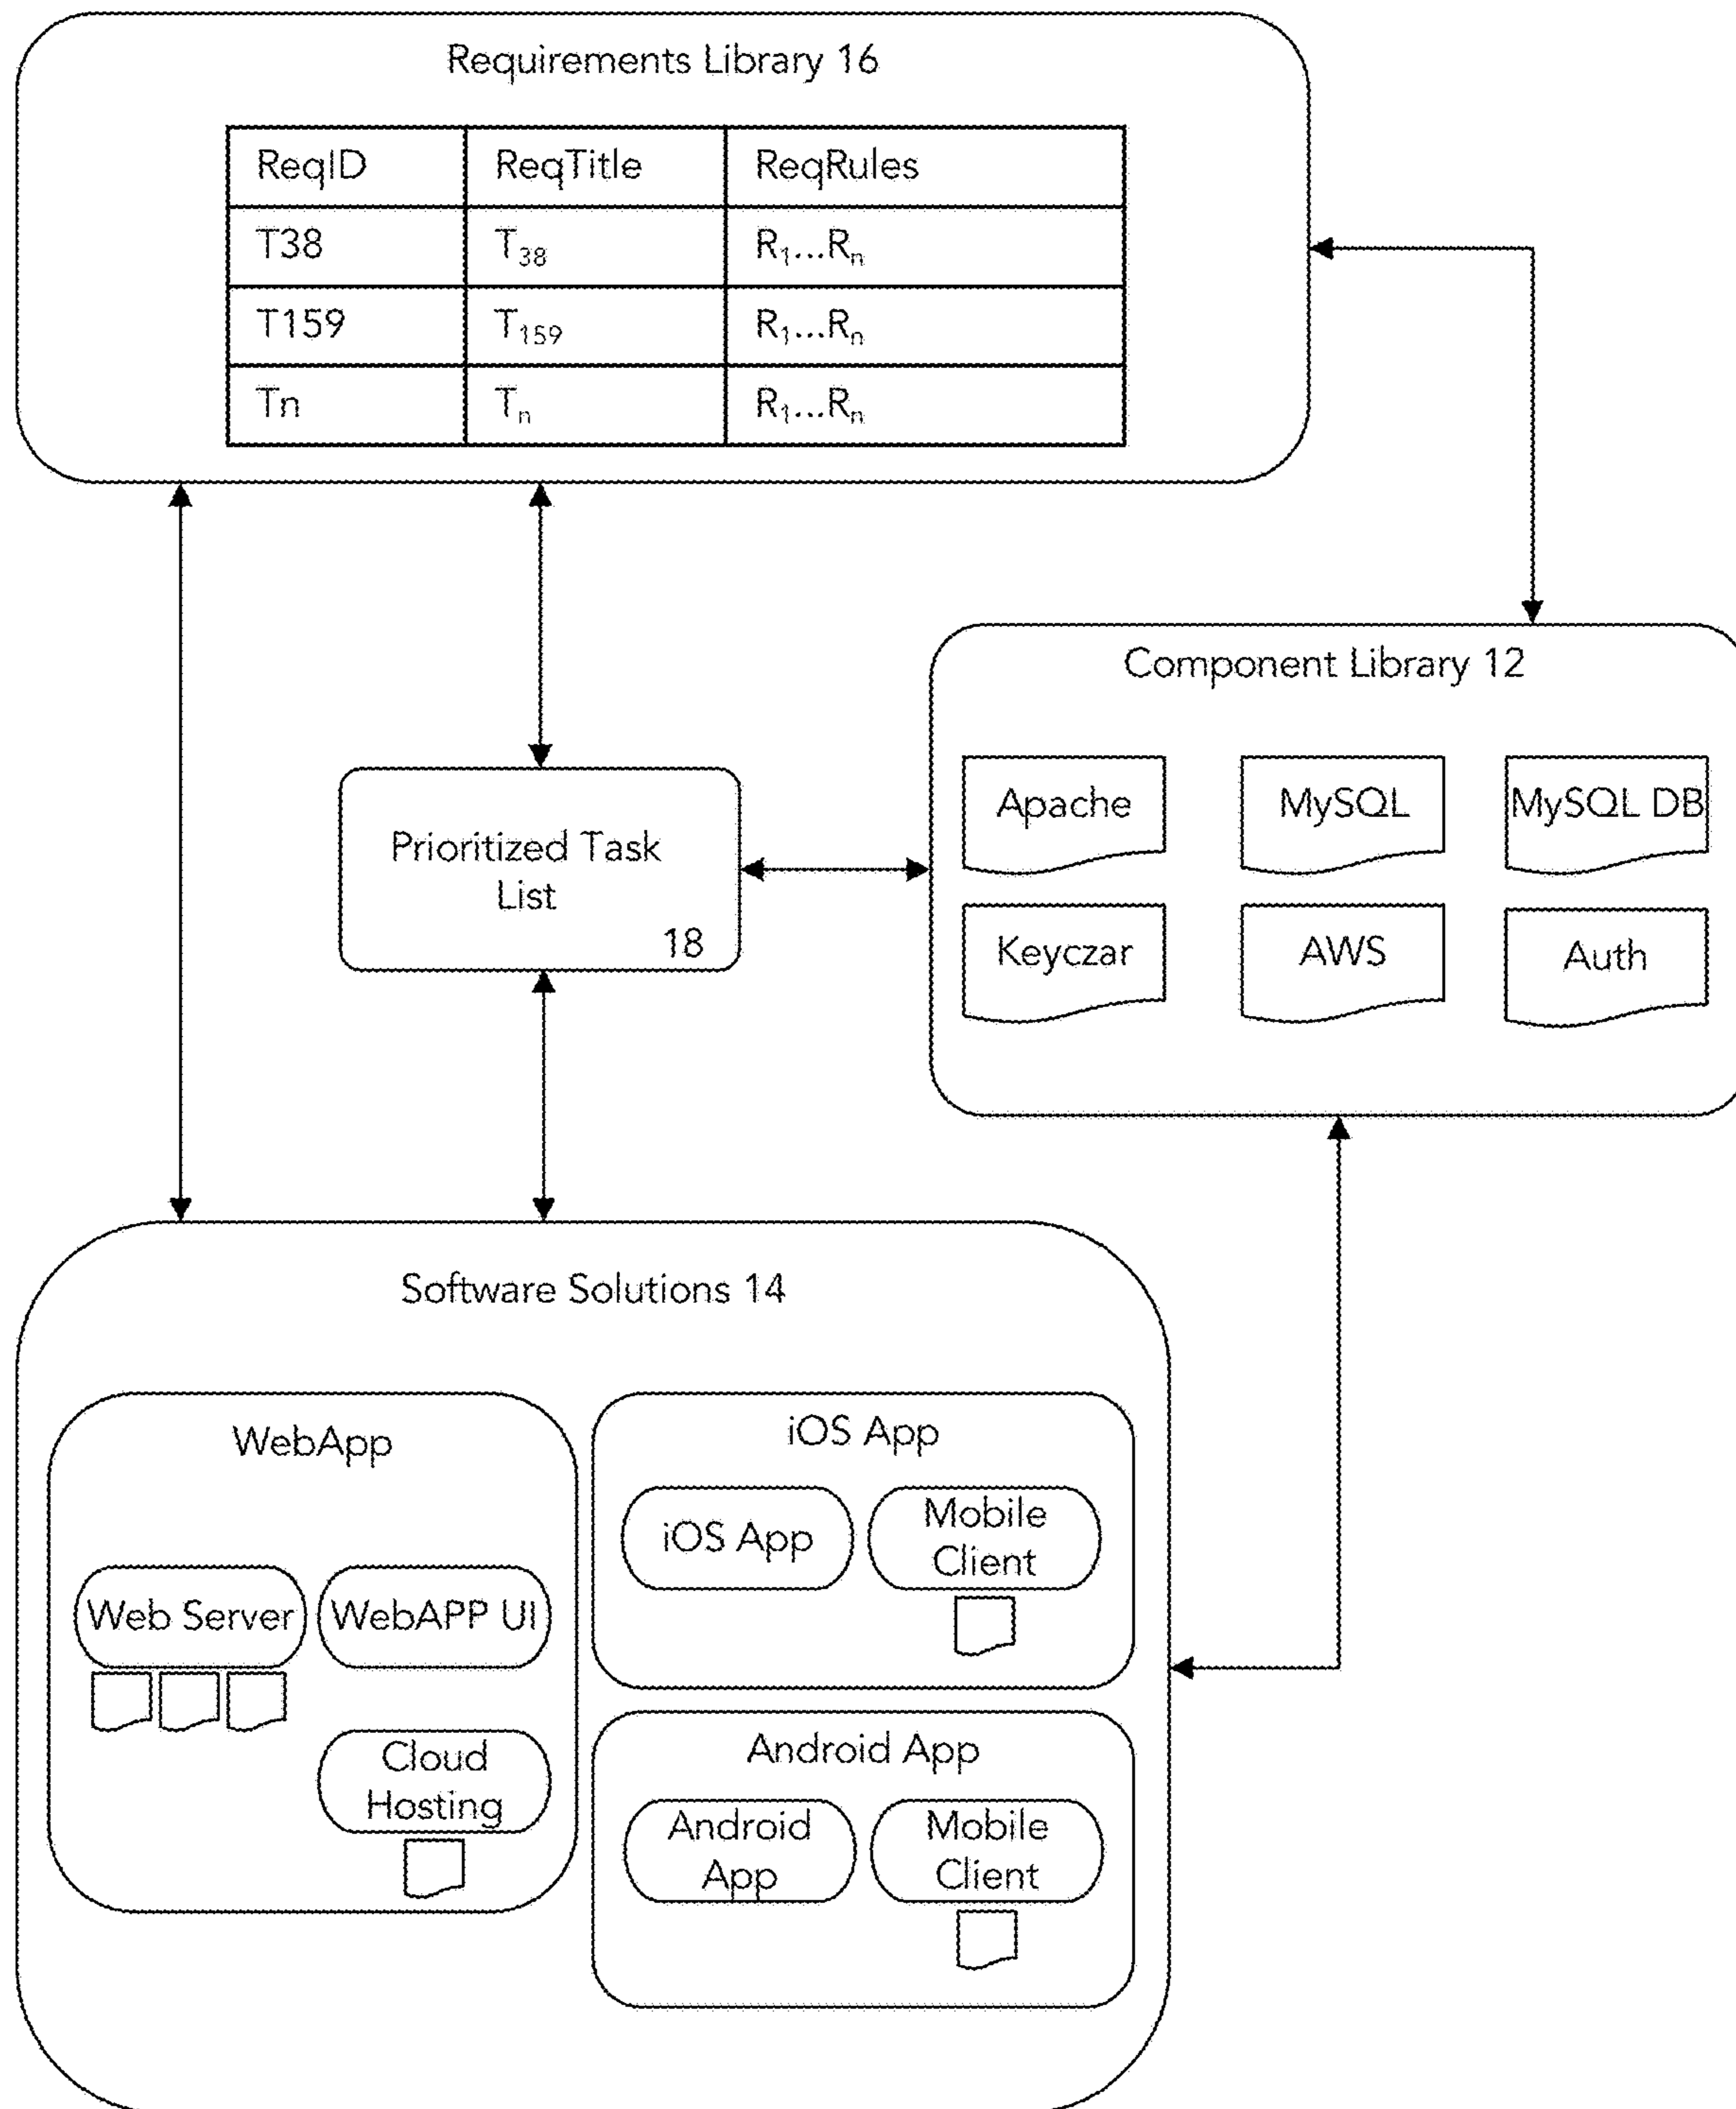 Requirements Library 16
ReqID ReqTitle ReqRules
T38 T₃₈ R₁...Rₙ
T159 T₁₅₉ R₁...Rₙ
Tn Tₙ R₁...Rₙ
Component Library 12
Apache MySQL MySQL DB
Keyczar AWS Auth
Prioritized Task
List
18
Software Solutions 14
WebApp
Web Server WebAPP UI
Cloud
Hosting
iOS App
iOS App
Mobile
Client
Android App
Android
App
Mobile
Client